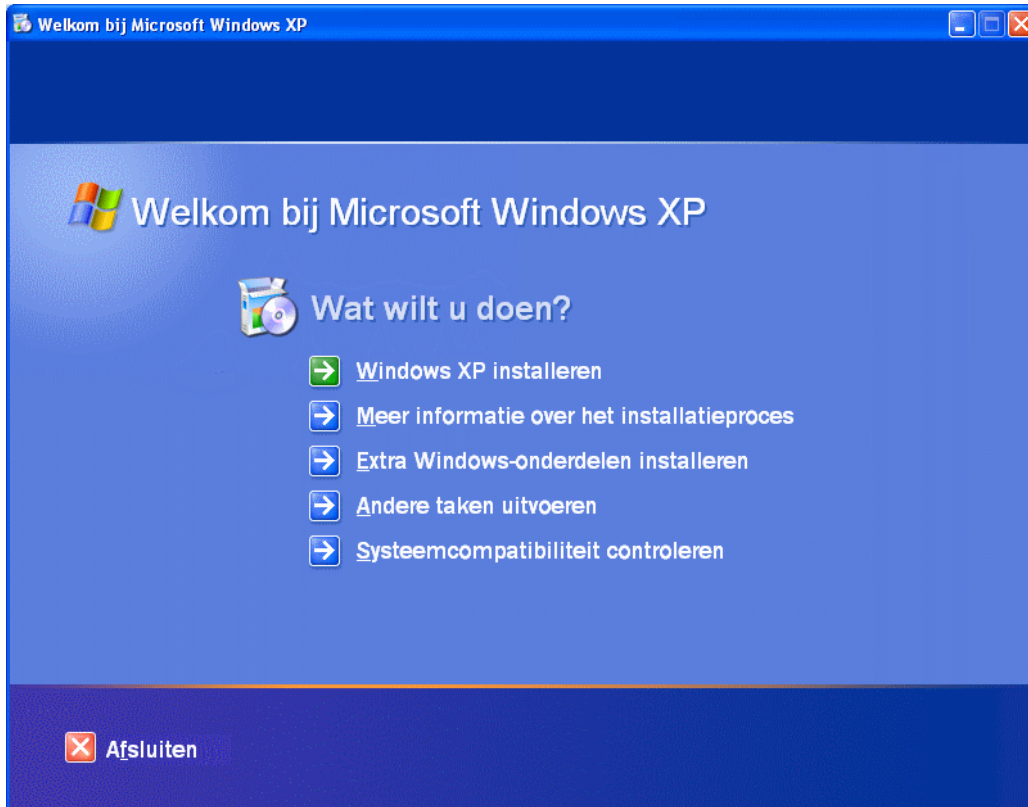 Welkom bij Microsoft Windows XP
Welkom bij Microsoft Windows XP
Wat wilt u doen?
Windows XP installeren
Meer informatie over het installatieproces
Extra Windows-onderdelen installeren
Andere taken uitvoeren
Systeemcompatibiliteit controleren
Afsluiten